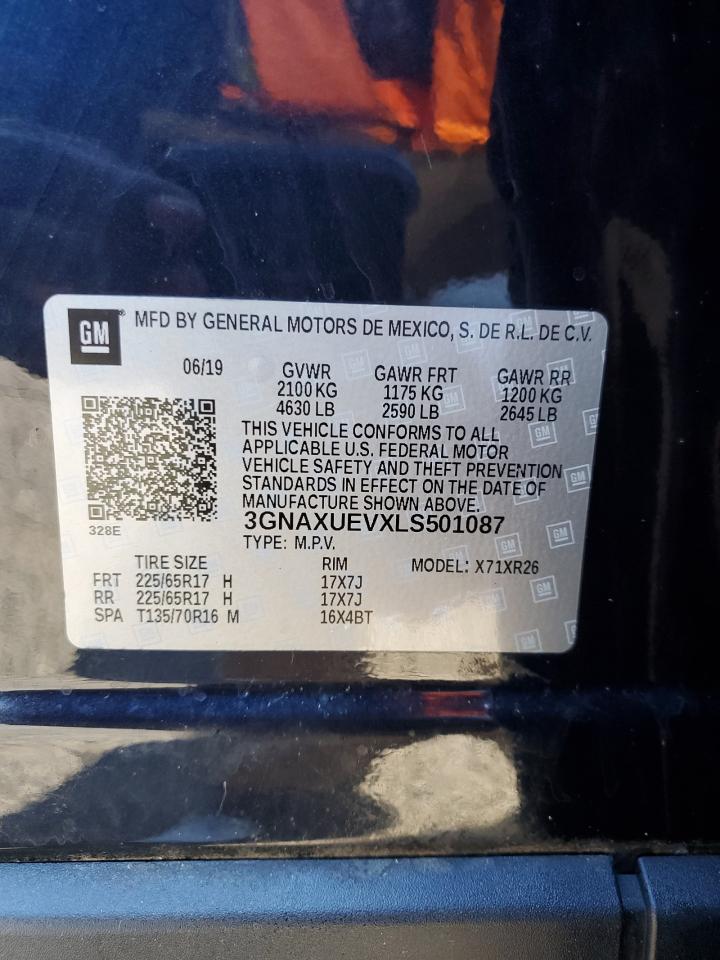 GM® MFD BY GENERAL MOTORS DE MEXICO, S. DE R.L. DE C.V.
06/19 GVWR GAWR FRT GAWR RR
2100 KG 1175 KG 1200 KG
4630 LB 2590 LB 2645 LB
THIS VEHICLE CONFORMS TO ALL
APPLICABLE U.S. FEDERAL MOTOR
VEHICLE SAFETY AND THEFT PREVENTION
STANDARDS IN EFFECT ON THE DATE OF
MANUFACTURE SHOWN ABOVE.
328E 3GNAXUEVXLS501087
TYPE: M.P.V.
TIRE SIZE RIM MODEL: X71XR26
FRT 225/65R17 H 17X7J
RR 225/65R17 H 17X7J
SPA T135/70R16 M 16X4BT